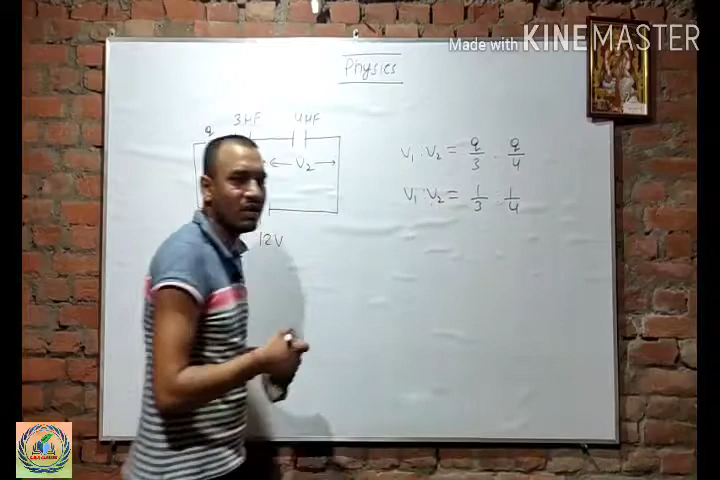 Made with KINEMASTER
Physics
3μF 4μF
q
V₂
12V
V₁ : V₂ = q/3 : q/4
V₁ : V₂ = 1/3 : 1/4